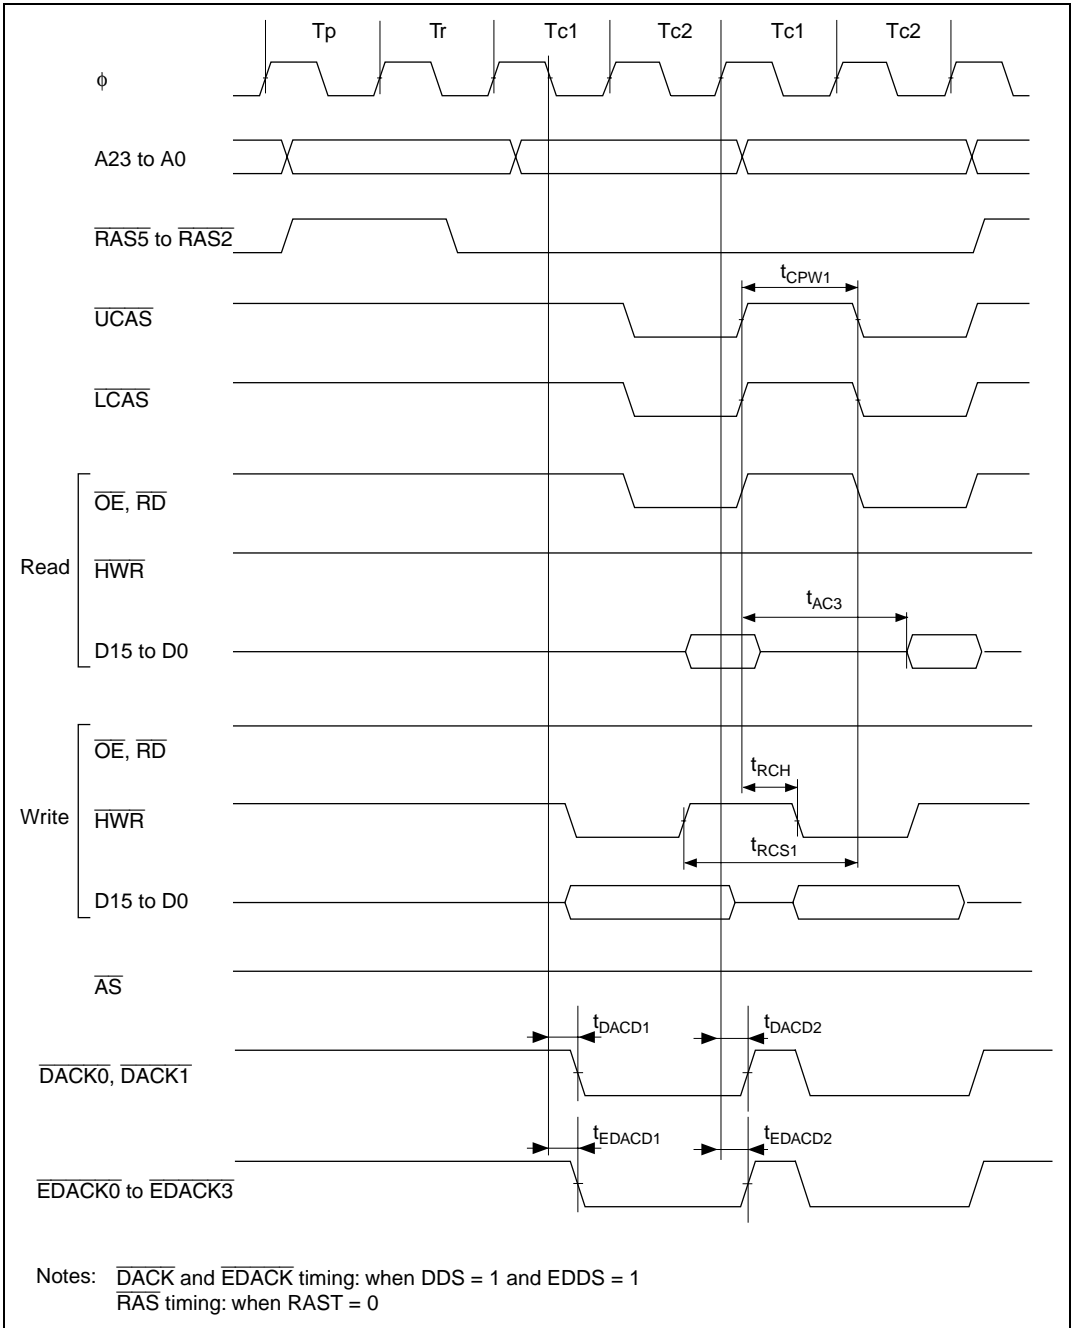 Tp Tr Tc1 Tc2 Tc1 Tc2
ϕ
A23 to A0
RAS5 to RAS2
tCPW1
UCAS
LCAS
OE, RD
Read
HWR
tAC3
D15 to D0
OE, RD
tRCH
Write
HWR
tRCS1
D15 to D0
AS
tDACD1 tDACD2
DACK0, DACK1
tEDACD1 tEDACD2
EDACK0 to EDACK3
Notes: DACK and EDACK timing: when DDS = 1 and EDDS = 1
RAS timing: when RAST = 0